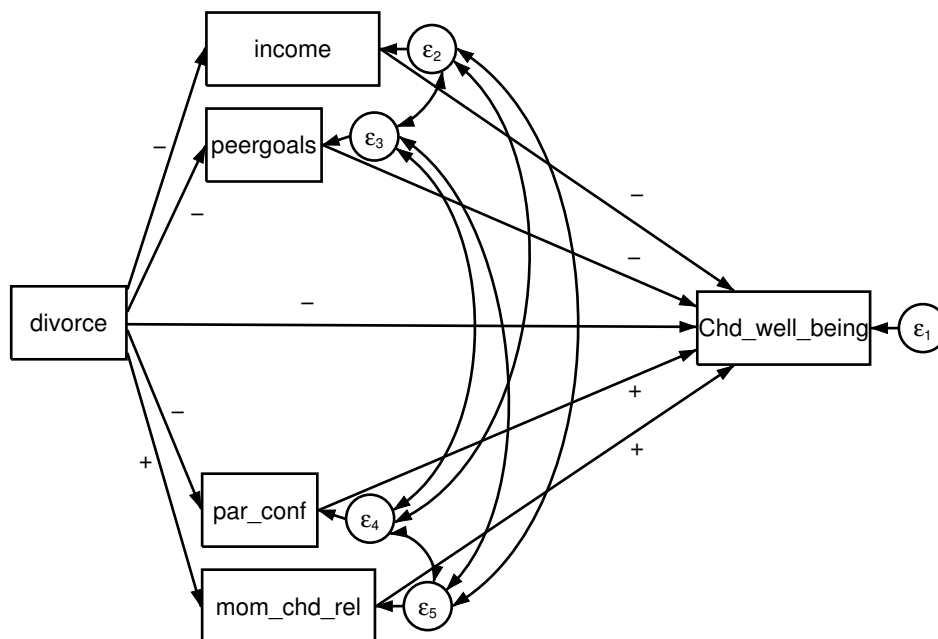 income
ε2
–
peergoals
ε3
–
–
–
divorce
–
Chd_well_being
ε1
–
+
+
+
par_conf
ε4
mom_chd_rel
ε5